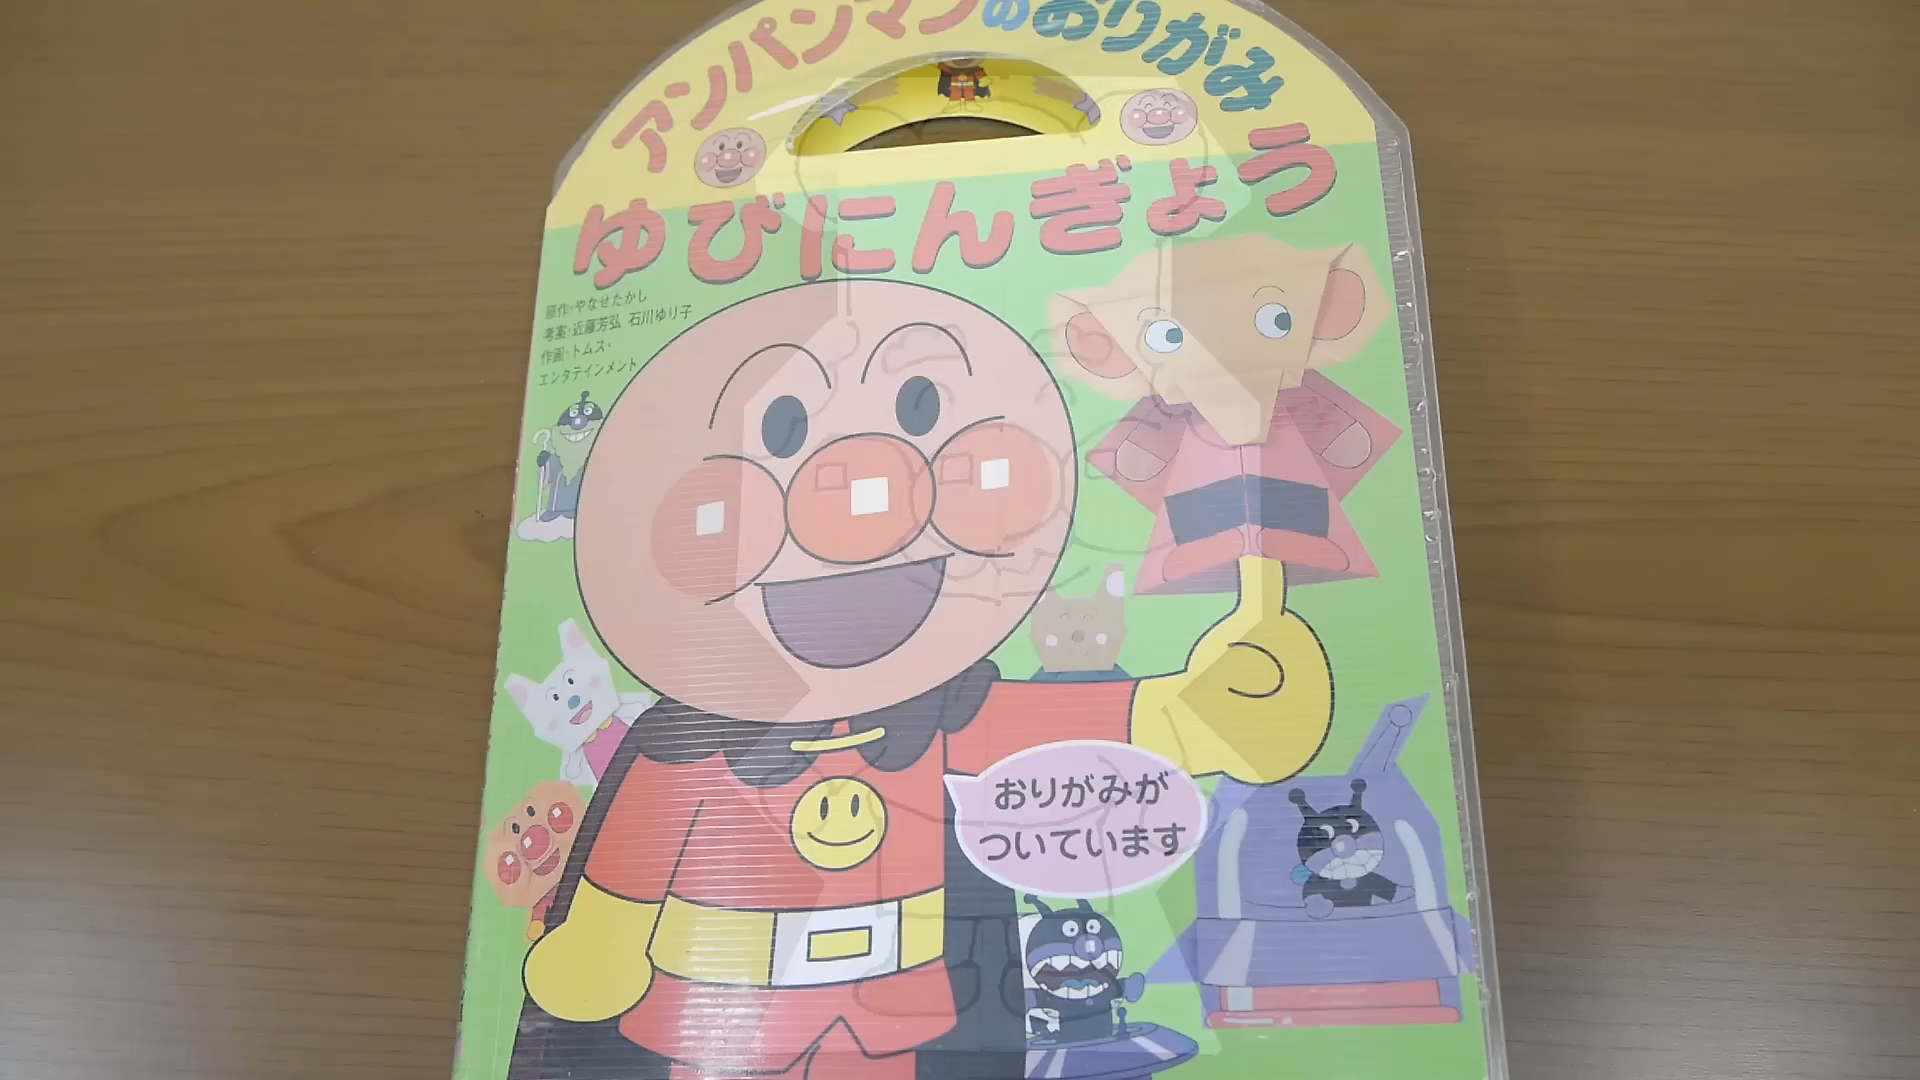 アンパンマンのおりがみ
ゆびにんぎょう
原作・やなせたかし
考案・近藤芳弘 石川ゆり子
作画・トムス・
エンタテインメント
おりがみが
ついています